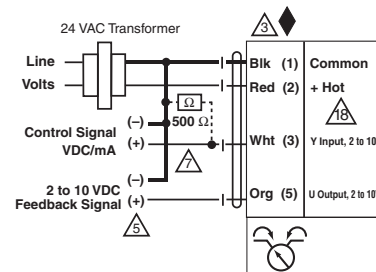 24 VAC Transformer
Line
Volts
3
Blk (1) Common
Red (2) + Hot
18
Ω
500 Ω
(–)
Control Signal (+)
VDC/mA
7
Wht (3) Y Input, 2 to 10
(–)
2 to 10 VDC
Feedback Signal (+)
5
Org (5) U Output, 2 to 10